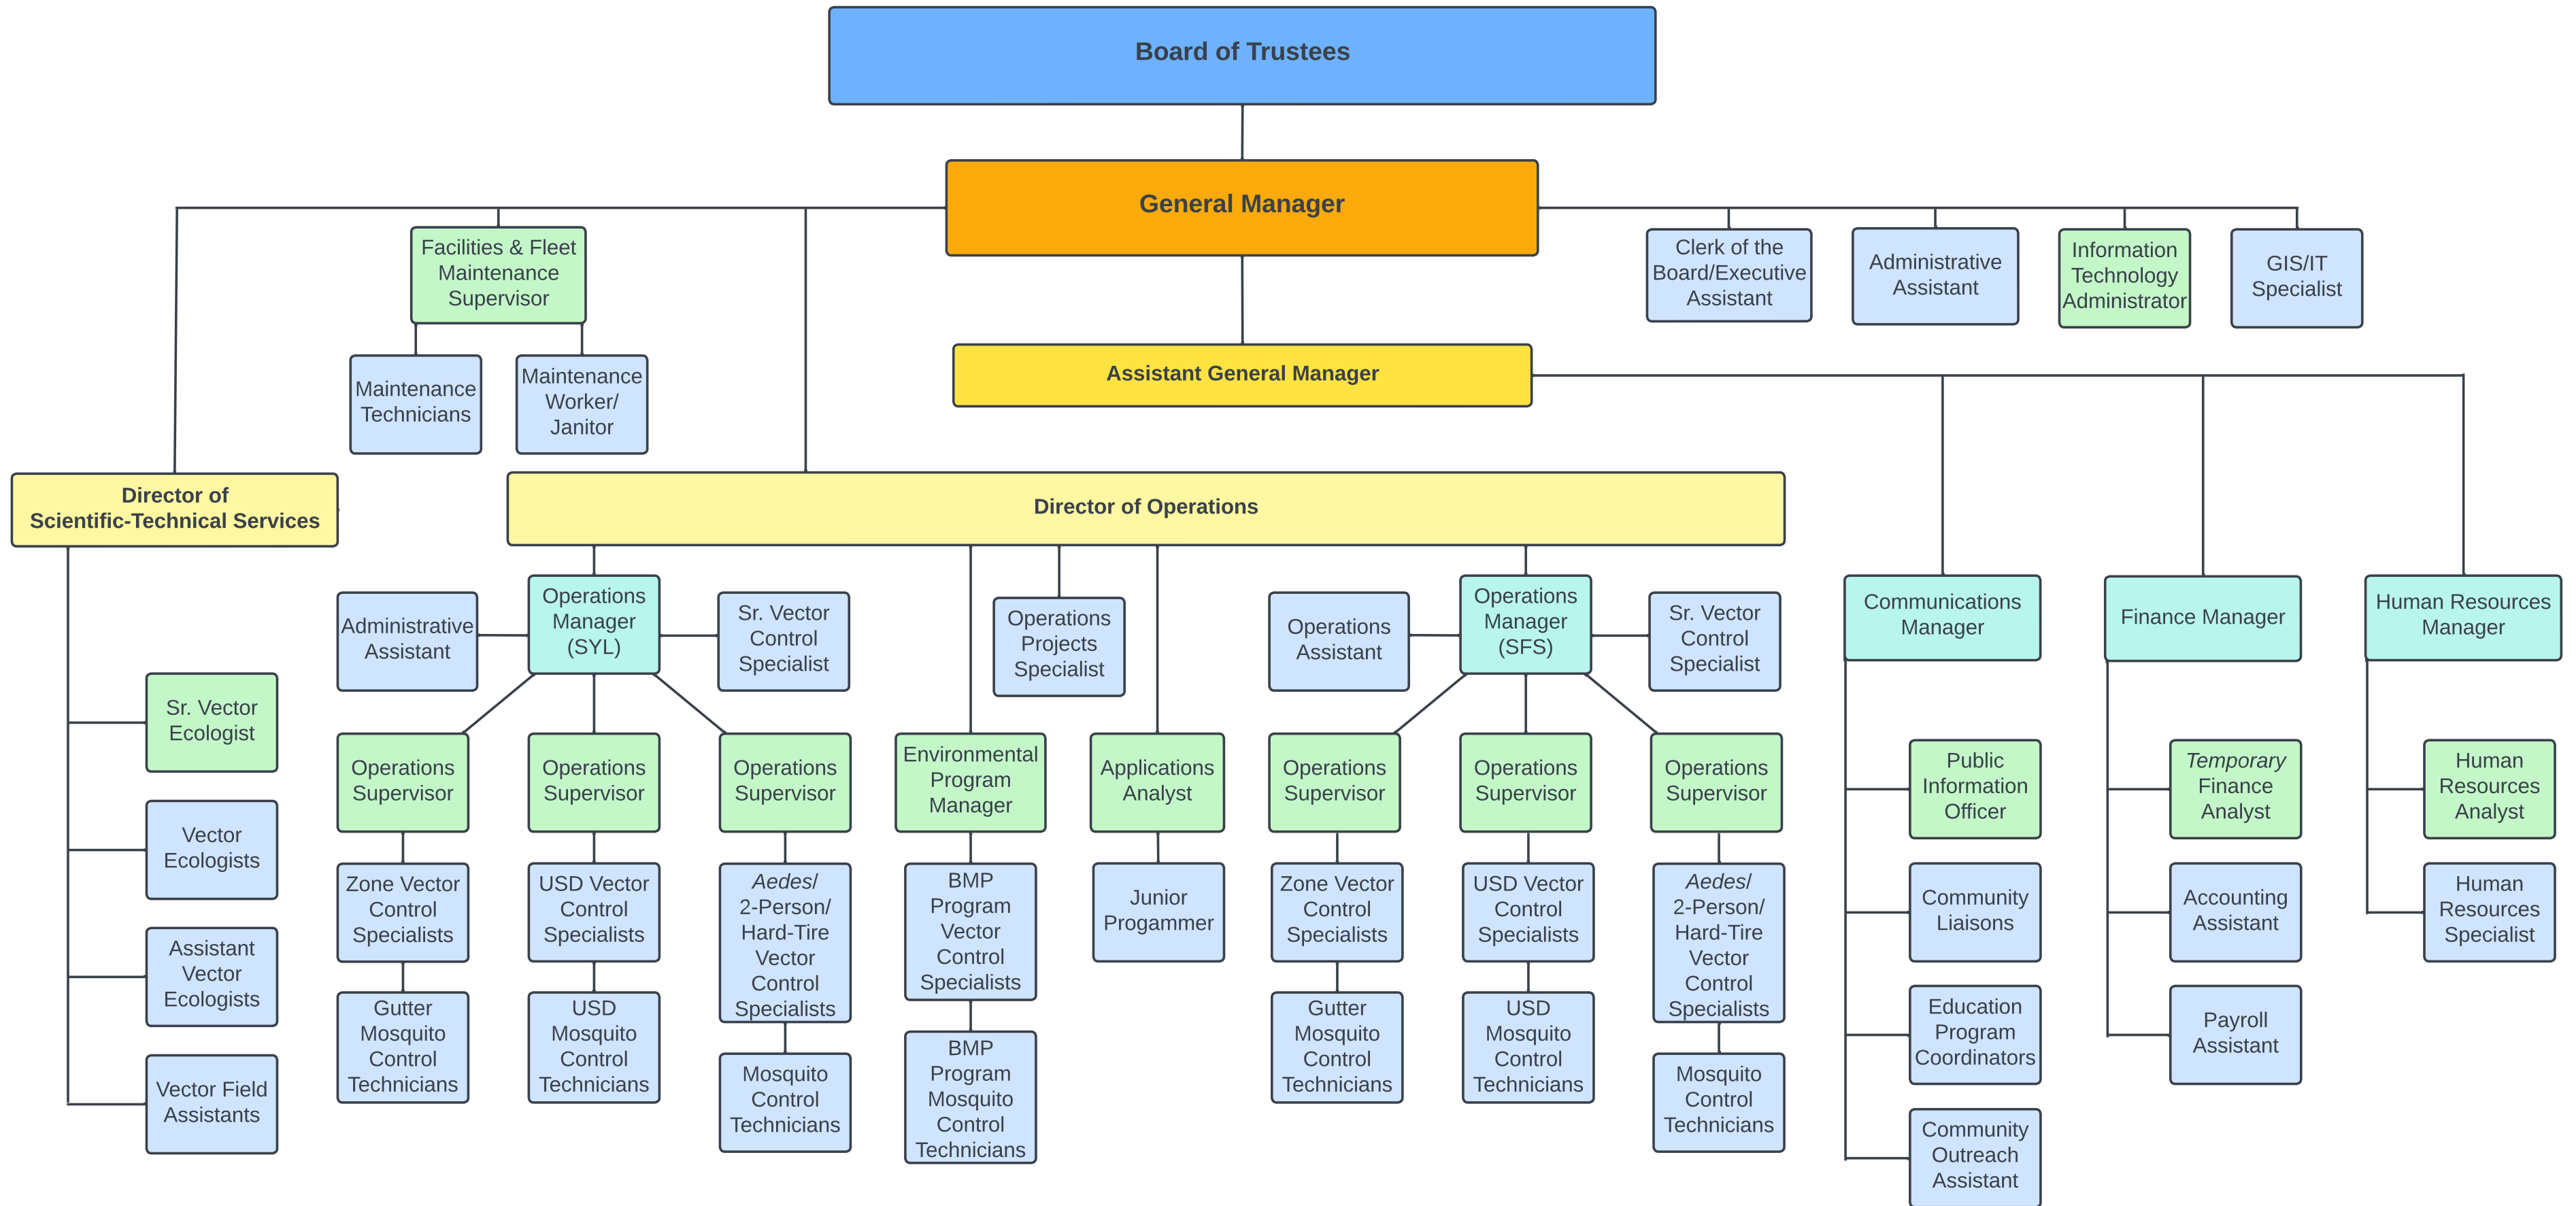 Board of Trustees
General Manager
Facilities & Fleet
Maintenance
Supervisor
Clerk of the
Board/Executive
Assistant
Administrative
Assistant
Information
Technology
Administrator
GIS/IT
Specialist
Maintenance
Technicians
Maintenance
Worker/
Janitor
Assistant General Manager
Director of
Scientific-Technical Services
Director of Operations
Administrative
Assistant
Operations
Manager
(SYL)
Sr. Vector
Control
Specialist
Operations
Projects
Specialist
Operations
Assistant
Operations
Manager
(SFS)
Sr. Vector
Control
Specialist
Communications
Manager
Finance Manager
Human Resources
Manager
Sr. Vector
Ecologist
Vector
Ecologists
Assistant
Vector
Ecologists
Vector Field
Assistants
Operations
Supervisor
Operations
Supervisor
Operations
Supervisor
Environmental
Program
Manager
Applications
Analyst
Operations
Supervisor
Operations
Supervisor
Operations
Supervisor
Zone Vector
Control
Specialists
USD Vector
Control
Specialists
Aedes/
2-Person/
Hard-Tire
Vector
Control
Specialists
BMP
Program
Vector
Control
Specialists
Junior
Progammer
Zone Vector
Control
Specialists
USD Vector
Control
Specialists
Aedes/
2-Person/
Hard-Tire
Vector
Control
Specialists
Gutter
Mosquito
Control
Technicians
USD
Mosquito
Control
Technicians
Mosquito
Control
Technicians
BMP
Program
Mosquito
Control
Technicians
Gutter
Mosquito
Control
Technicians
USD
Mosquito
Control
Technicians
Mosquito
Control
Technicians
Public
Information
Officer
Community
Liaisons
Education
Program
Coordinators
Community
Outreach
Assistant
Temporary
Finance
Analyst
Accounting
Assistant
Payroll
Assistant
Human
Resources
Analyst
Human
Resources
Specialist